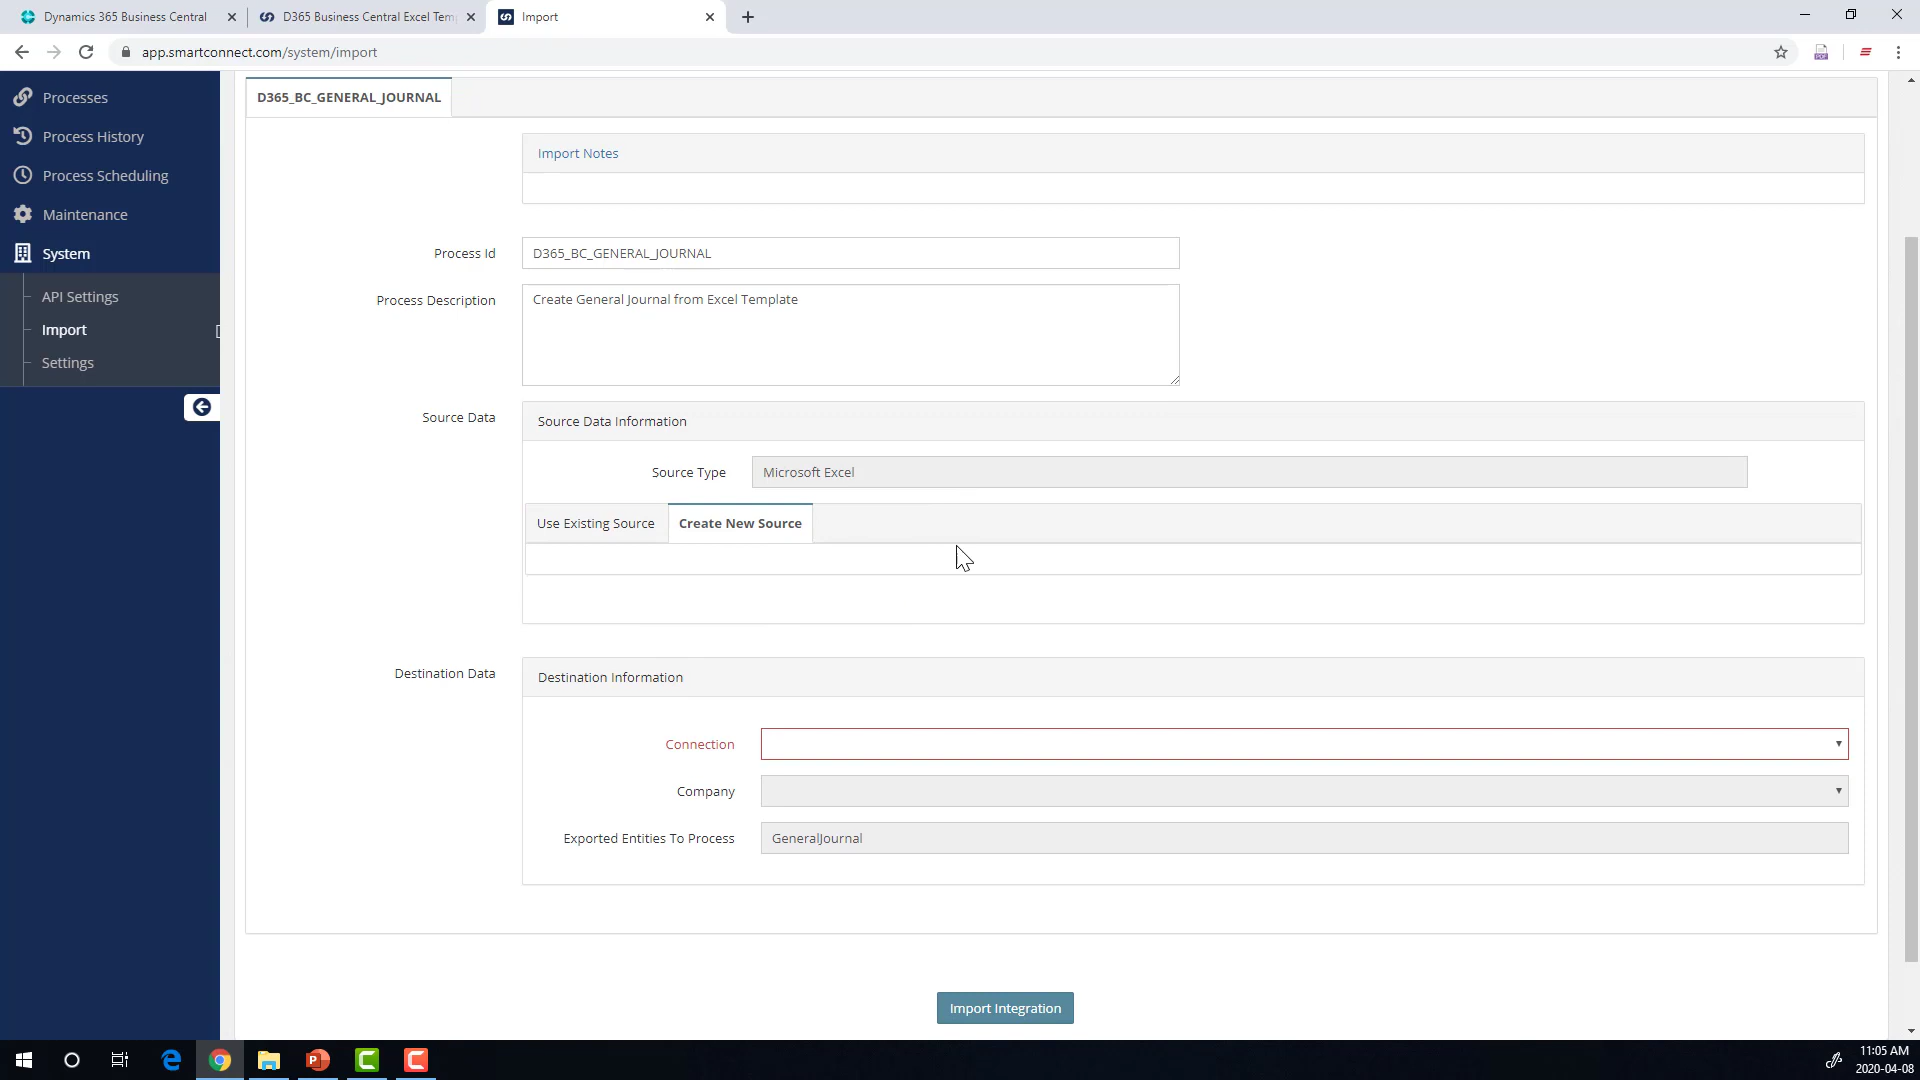 Dynamics 365 Business Central
D365 Business Central Excel Tem
Import
app.smartconnect.com/system/import
Processes
Process History
Process Scheduling
Maintenance
System
API Settings
Import
Settings
D365_BC_GENERAL_JOURNAL
Import Notes
Process Id
D365_BC_GENERAL_JOURNAL
Process Description
Create General Journal from Excel Template
Source Data
Source Data Information
Source Type
Microsoft Excel
Use Existing Source
Create New Source
Destination Data
Destination Information
Connection
Company
Exported Entities To Process
GeneralJournal
Import Integration
11:05 AM
2020-04-08